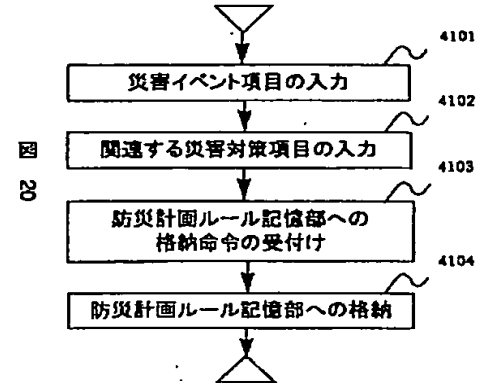 4101
災害イベント項目の入力
4102
関連する災害対策項目の入力
4103
防災計画ルール記憶部への
格納命令の受付け
4104
防災計画ルール記憶部への格納
図 20